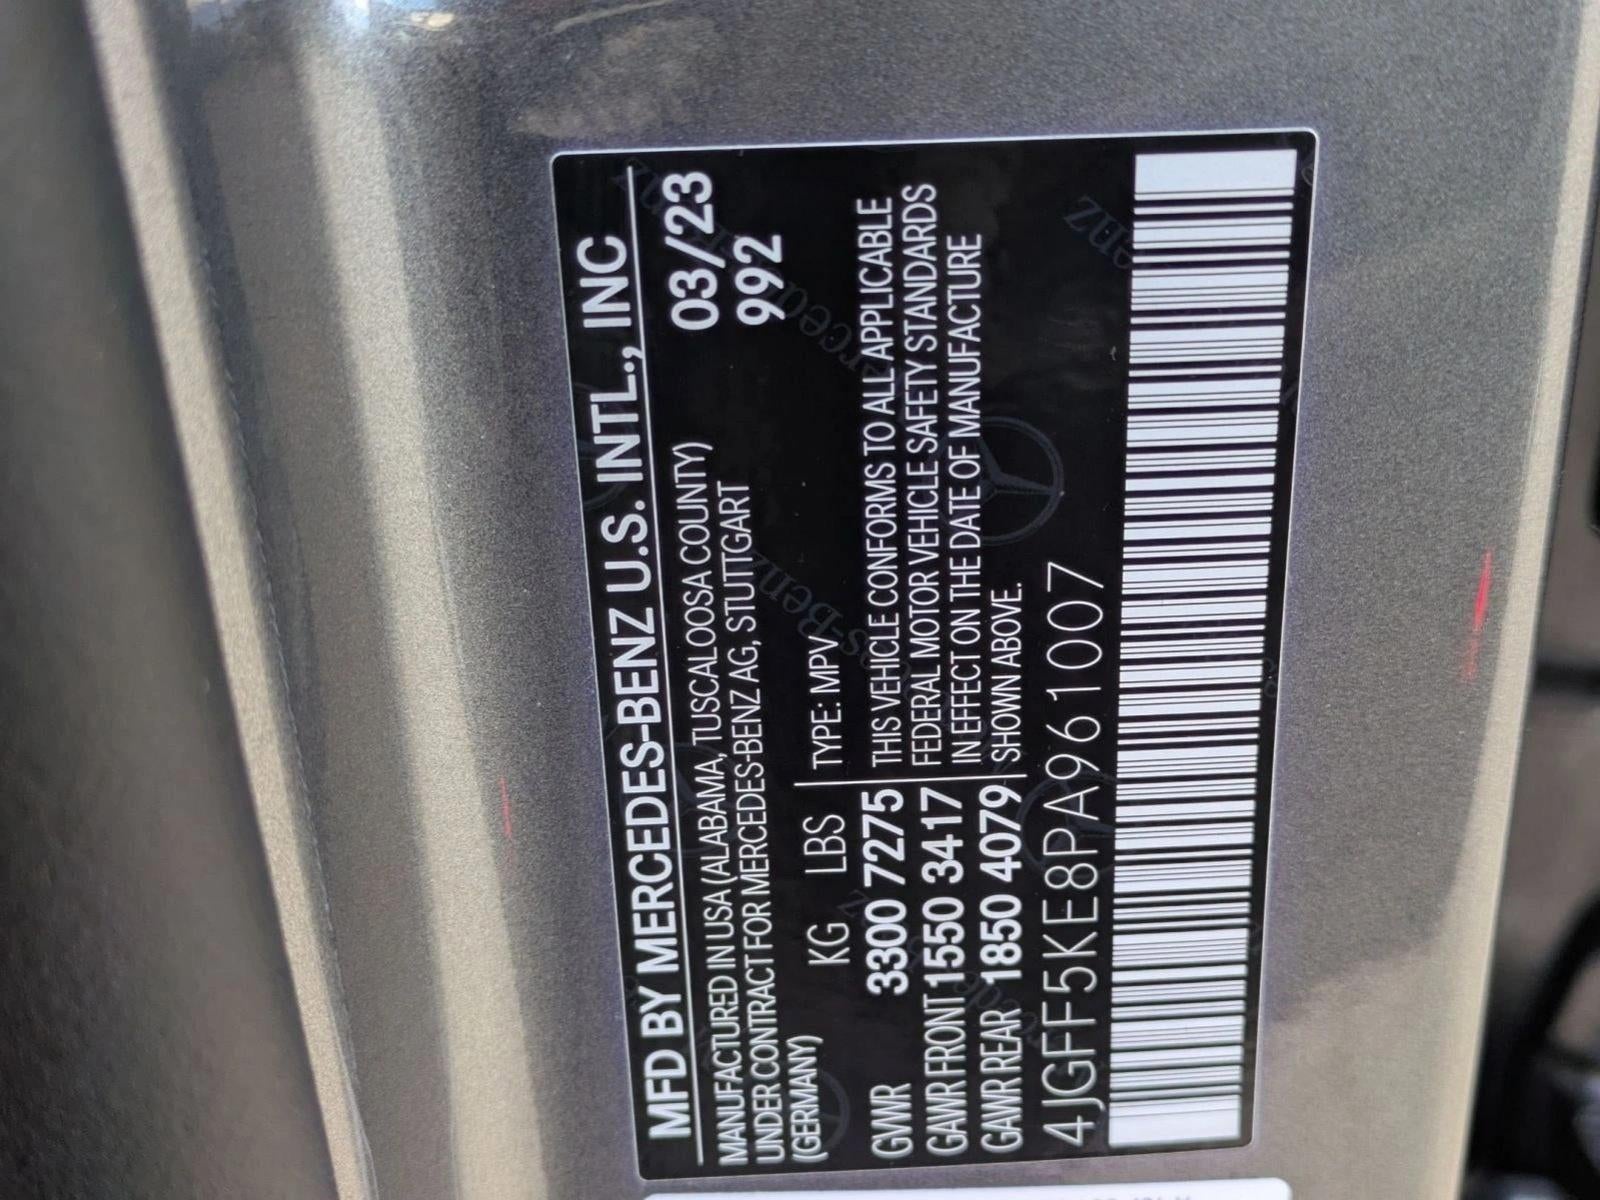 MFD BY MERCEDES-BENZ U.S. INTL., INC
MANUFACTURED IN USA (ALABAMA, TUSCALOOSA COUNTY) 03/23
UNDER CONTRACT FOR MERCEDES-BENZ AG, STUTTGART 992
(GERMANY)
KG LBS TYPE: MPV
GVWR 3300 7275 THIS VEHICLE CONFORMS TO ALL APPLICABLE
GAWR FRONT 1550 3417 FEDERAL MOTOR VEHICLE SAFETY STANDARDS
IN EFFECT ON THE DATE OF MANUFACTURE
GAWR REAR 1850 4079 SHOWN ABOVE.
4JGFF5KE8PA961007